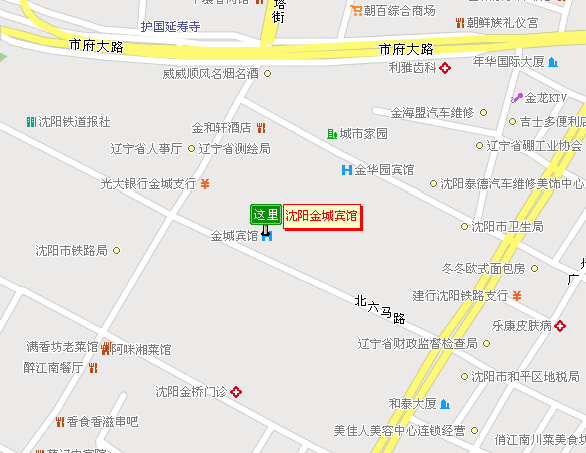 塔街
朝百综合商场
护国延寿寺
朝鲜族礼仪宫
市府大路
市府大路
威威顺风名烟名酒
利雅齿科
年华国际大厦
金龙KTV
沈阳铁道报社
金和轩酒店
城市家园
金海盟汽车维修
吉士多便利店
辽宁省人事厅
辽宁省测绘局
辽宁省硼工业协会
金华园宾馆
光大银行金城支行
沈阳泰德汽车维修美饰中心
这里
沈阳金城宾馆
金城宾馆
沈阳市卫生局
沈阳市铁路局
冬冬欧式面包房
广州
建行沈阳铁路支行
北六马路
乐康皮肤病
满香坊老菜馆
阿咪湘菜馆
辽宁省财政监督检查局
醉江南餐厅
沈阳市和平区地税局
沈阳金桥门诊
和泰大厦
香食香滋串吧
美佳人美容中心连锁经营
俏江南川菜美食坊